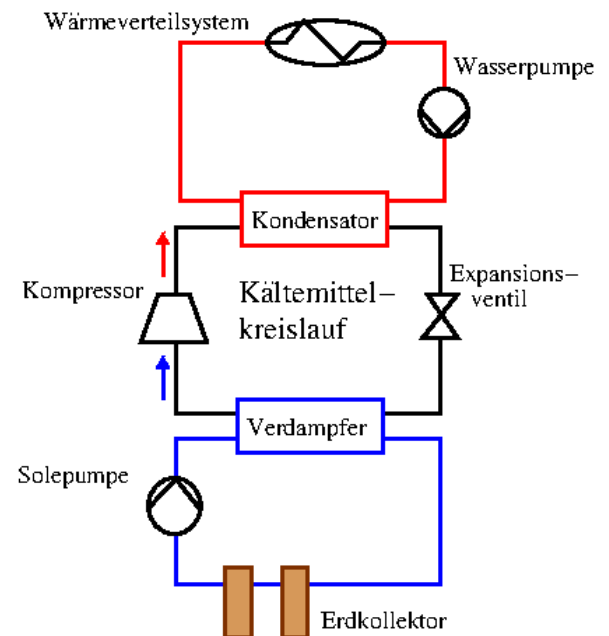 Wärmeverteilsystem
Wasserpumpe
Kondensator
Kompressor
Kältemittel–
kreislauf
Expansions–
ventil
Verdampfer
Solepumpe
Erdkollektor